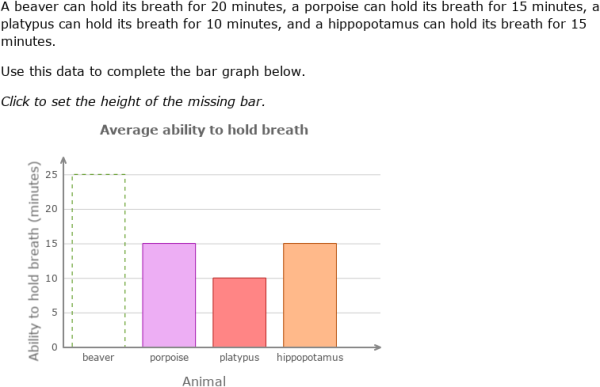 A beaver can hold its breath for 20 minutes, a porpoise can hold its breath for 15 minutes, a
platypus can hold its breath for 10 minutes, and a hippopotamus can hold its breath for 15
minutes.
Use this data to complete the bar graph below.
Click to set the height of the missing bar.
Average ability to hold breath
Ability to hold breath (minutes)
25
20
15
10
5
0
beaver porpoise platypus hippopotamus
Animal